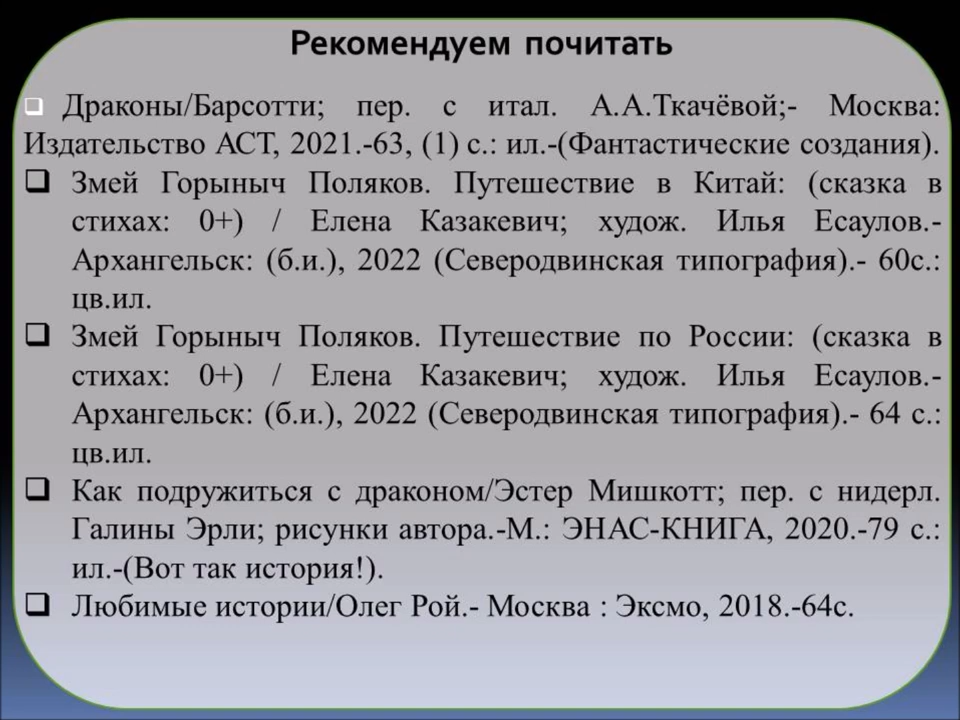 Рекомендуем почитать
Драконы/Барсотти; пер. с итал. А.А.Ткачёвой;- Москва:
Издательство АСТ, 2021.-63, (1) с.: ил.-(Фантастические создания).
Змей Горыныч Поляков. Путешествие в Китай: (сказка в
стихах: 0+) / Елена Казакевич; худож. Илья Есаулов.-
Архангельск: (б.и.), 2022 (Северодвинская типография).- 60с.:
цв.ил.
Змей Горыныч Поляков. Путешествие по России: (сказка в
стихах: 0+) / Елена Казакевич; худож. Илья Есаулов.-
Архангельск: (б.и.), 2022 (Северодвинская типография).- 64 с.:
цв.ил.
Как подружиться с драконом/Эстер Мишкотт; пер. с нидерл.
Галины Эрли; рисунки автора.-М.: ЭНАС-КНИГА, 2020.-79 с.:
ил.-(Вот так история!).
Любимые истории/Олег Рой.- Москва : Эксмо, 2018.-64с.